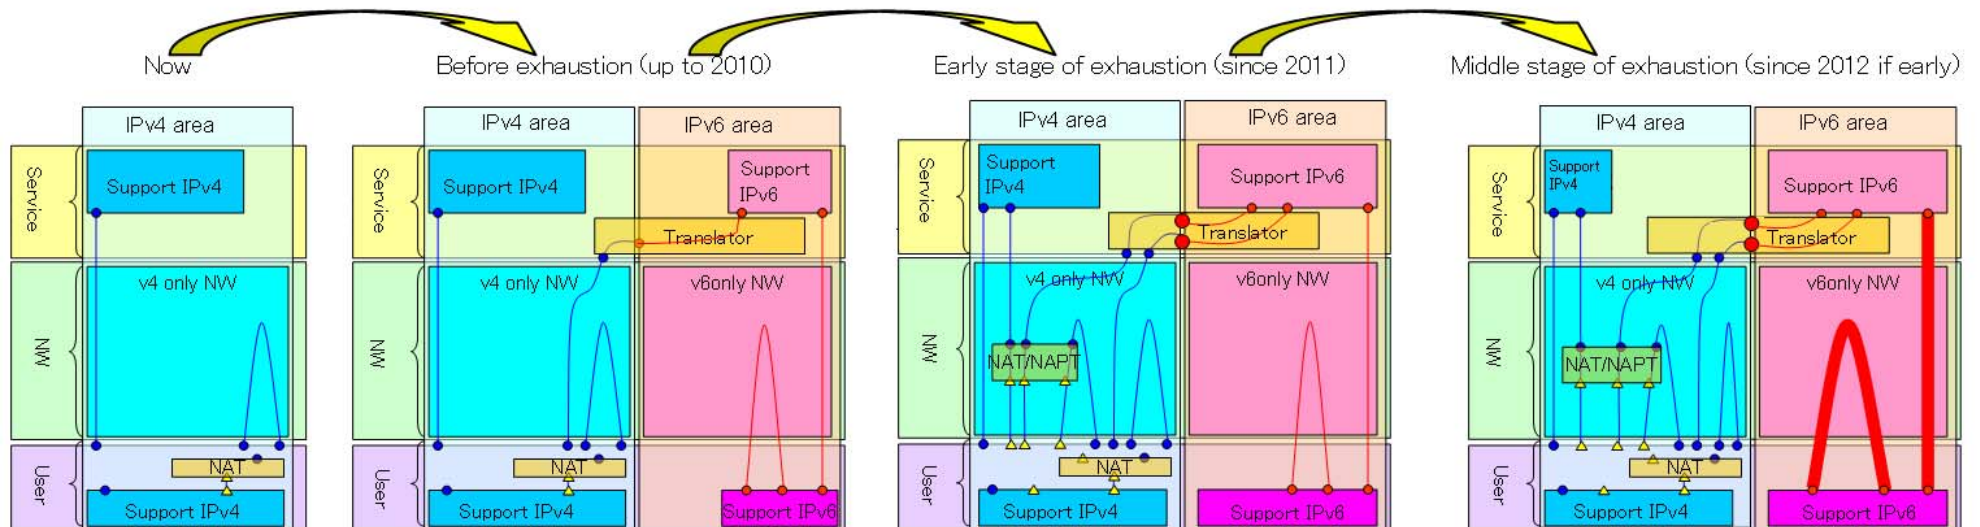 Now
Before exhaustion (up to 2010)
Early stage of exhaustion (since 2011)
Middle stage of exhaustion (since 2012 if early)
IPv4 area
Service
Support IPv4
NW
v4 only NW
User
NAT
Support IPv4
IPv4 area
IPv6 area
Service
Support IPv4
Support
IPv6
Translator
NW
v4 only NW
v6only NW
User
NAT
Support IPv4
Support IPv6
IPv4 area
IPv6 area
Service
Support
IPv4
Support IPv6
Translator
NW
v4 only NW
v6only NW
NAT/NAPT
User
NAT
Support IPv4
Support IPv6
IPv4 area
IPv6 area
Service
Support
IPv4
Support IPv6
Translator
NW
v4 only NW
v6only NW
NAT/NAPT
User
NAT
Support IPv4
Support IPv6